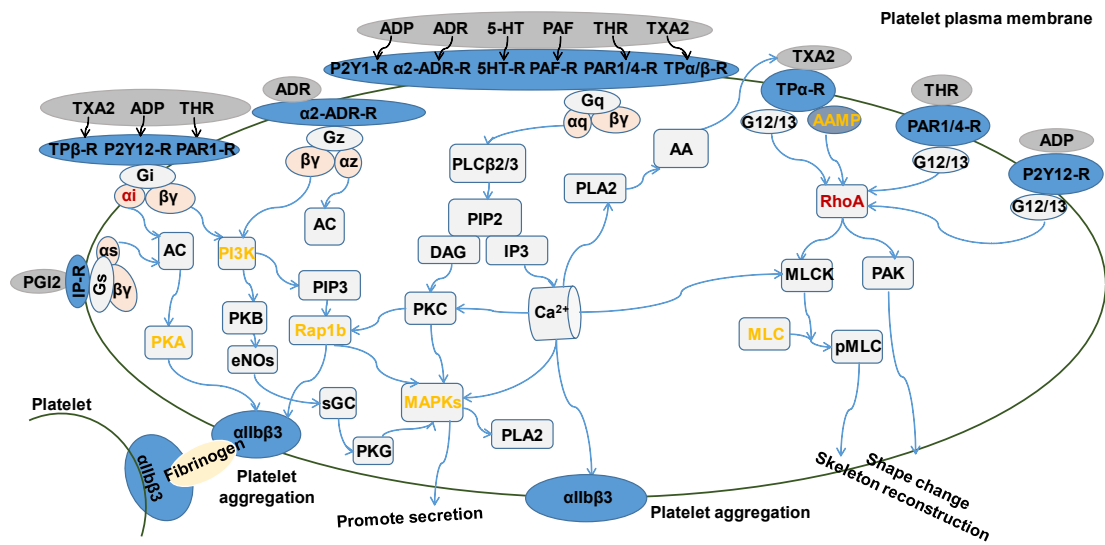 Platelet plasma membrane
ADP ADR 5-HT PAF THR TXA2
P2Y1-R α2-ADR-R 5HT-R PAF-R PAR1/4-R TPα/β-R
Gq
αq βγ
TXA2
TPα-R
G12/13 AAMP
THR
PAR1/4-R
G12/13
ADP
P2Y12-R
G12/13
ADR
α2-ADR-R
Gz
βγ αz
AC
TXA2 ADP THR
TPβ-R P2Y12-R PAR1-R
Gi
αi βγ
PGI2
IP-R
Gs
αs
βγ
AC
PKA
PI3K
PKB
eNOs
PIP3
Rap1b
sGC
PKG
PLCβ2/3
PIP2
DAG IP3
PKC
Ca²⁺
MAPKs
PLA2
PLA2
AA
RhoA
MLCK PAK
MLC
pMLC
αIIbβ3
Fibrinogen
αIIbβ3
Platelet
Platelet
aggregation
Promote secretion
αIIbβ3
Platelet aggregation
Shape change
Skeleton reconstruction